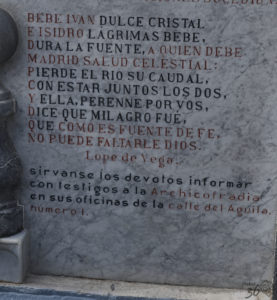 BEBE IVAN DULCE CRISTAL
E ISIDRO LAGRIMAS BEBE,
DURA LA FUENTE, A QUIEN DEBE
MADRID SALUD CELESTIAL:
PIERDE EL RIO SU CAUDAL,
CON ESTAR JUNTOS LOS DOS,
Y ELLA, PERENNE POR VOS,
DICE QUE MILAGRO FUÉ,
QUE COMO ES FUENTE DE FE,
NO PUEDE FALTARLE DIOS.
Lope de Vega.
sirvanse los devotos informar
con testigos a la Archicofradia
en sus oficinas de la calle del Aguila,
número 1.